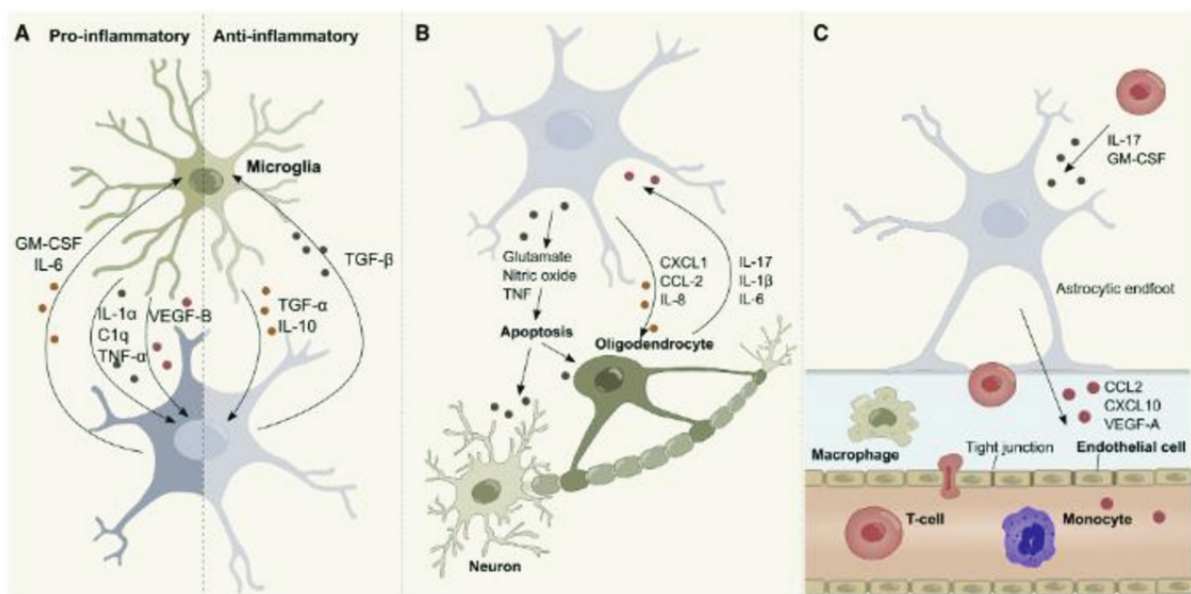 A
Pro-inflammatory
Anti-inflammatory
Microglia
GM-CSF
IL-6
TGF-β
IL-1α
C1q
TNF-α
VEGF-B
TGF-α
IL-10
B
Glutamate
Nitric oxide
TNF
Apoptosis
CXCL1
CCL-2
IL-8
IL-17
IL-1β
IL-6
Oligodendrocyte
Neuron
C
IL-17
GM-CSF
Astrocytic endfoot
CCL2
CXCL10
VEGF-A
Macrophage
Tight junction
Endothelial cell
T-cell
Monocyte